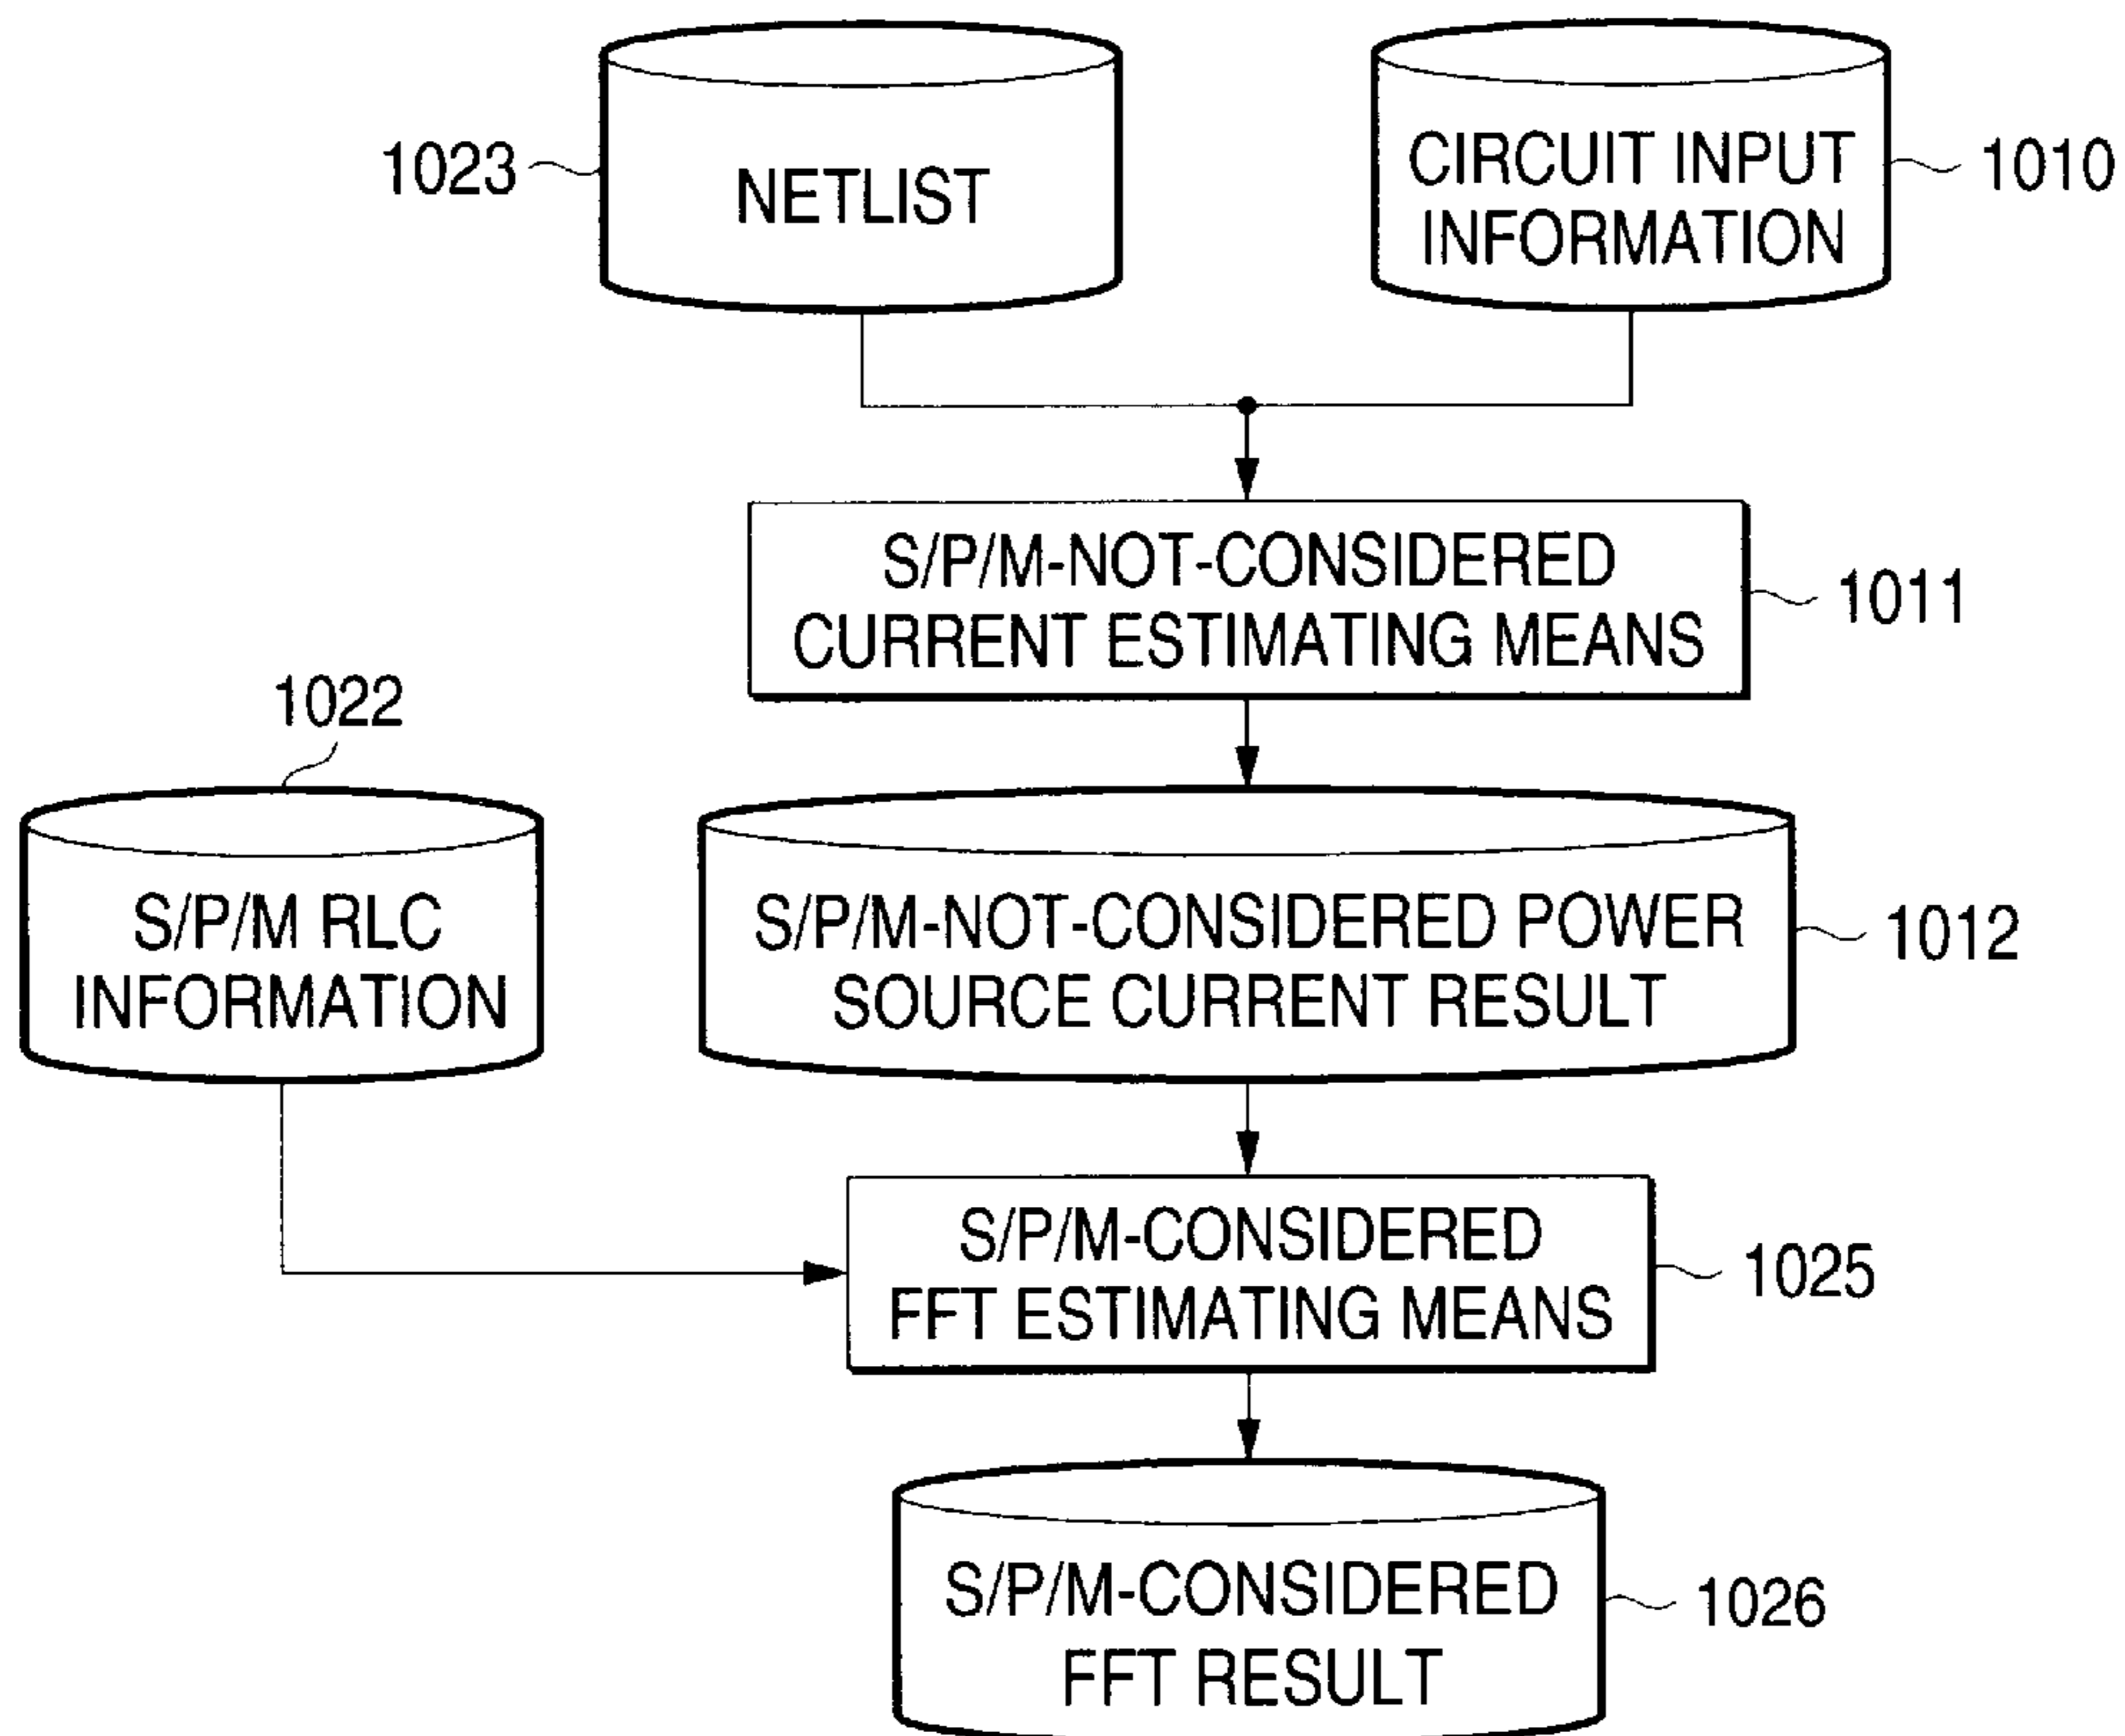 1023
NETLIST
CIRCUIT INPUT
INFORMATION
1010
S/P/M-NOT-CONSIDERED
CURRENT ESTIMATING MEANS
1011
1022
S/P/M RLC
INFORMATION
S/P/M-NOT-CONSIDERED POWER
SOURCE CURRENT RESULT
1012
S/P/M-CONSIDERED
FFT ESTIMATING MEANS
1025
S/P/M-CONSIDERED
FFT RESULT
1026